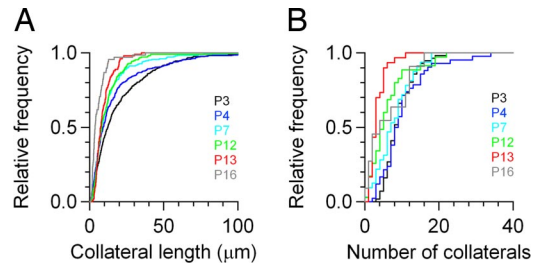 A
Relative frequency
1.0
0.5
0.0
P3
P4
P7
P12
P13
P16
0
50
100
Collateral length (μm)
B
Relative frequency
1.0
0.5
0.0
P3
P4
P7
P12
P13
P16
0
20
40
Number of collaterals